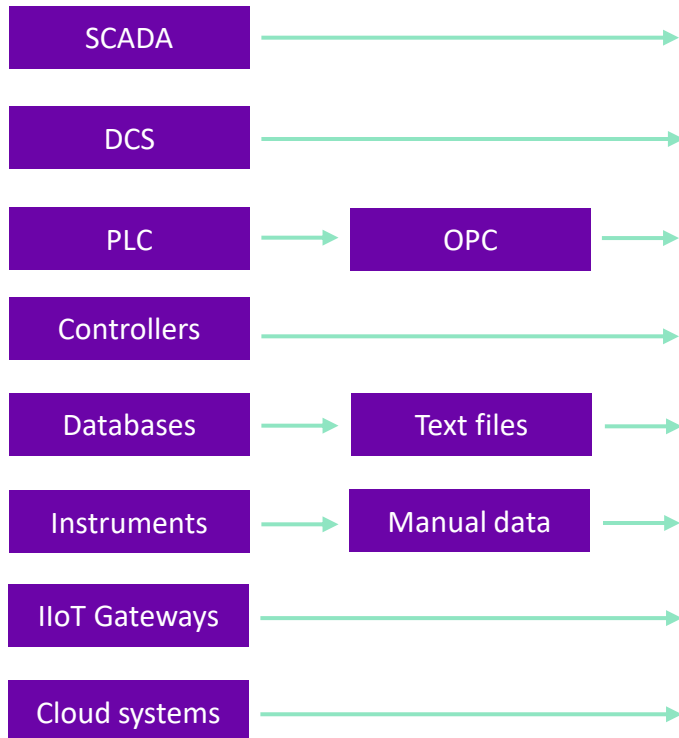 SCADA
DCS
PLC
OPC
Controllers
Databases
Text files
Instruments
Manual data
IIoT Gateways
Cloud systems